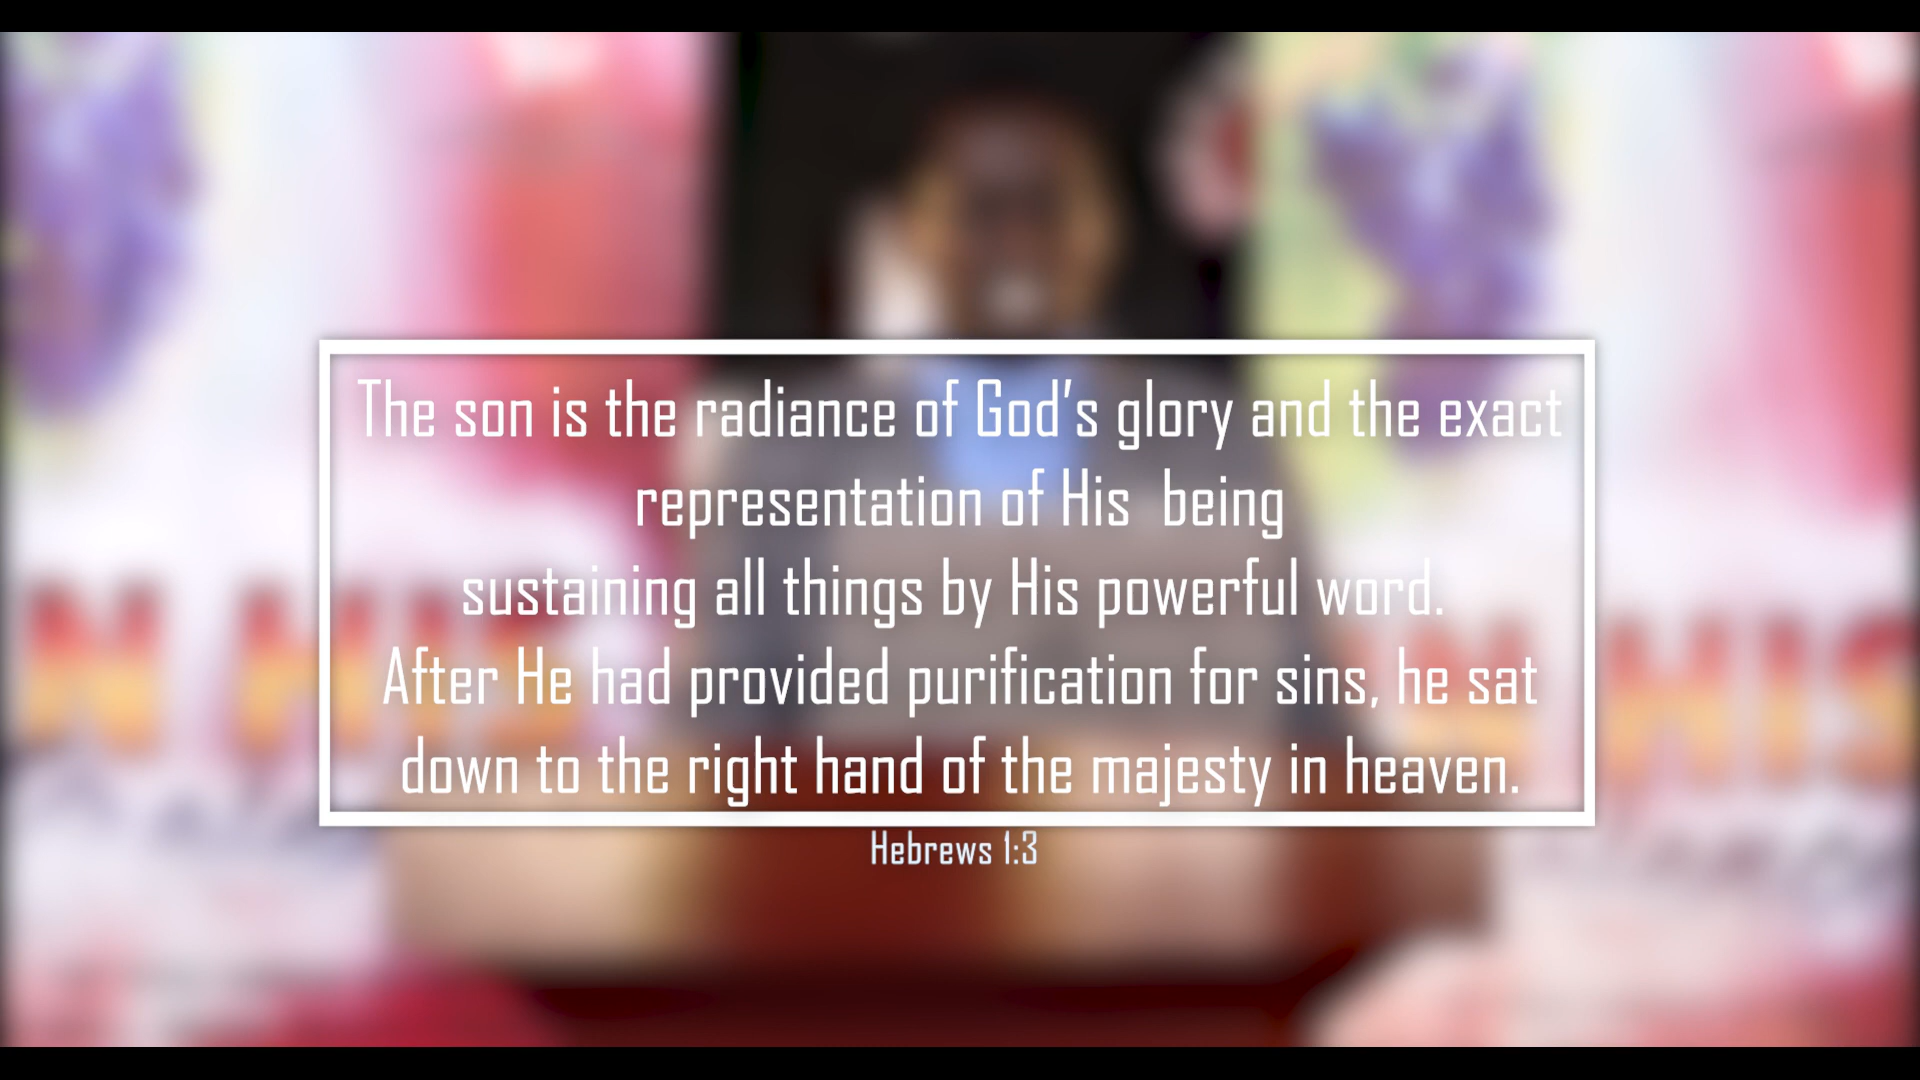 The son is the radiance of God's glory and the exact
representation of His  being
sustaining all things by His powerful word.
After He had provided purification for sins, he sat
down to the right hand of the majesty in heaven.
Hebrews 1:3